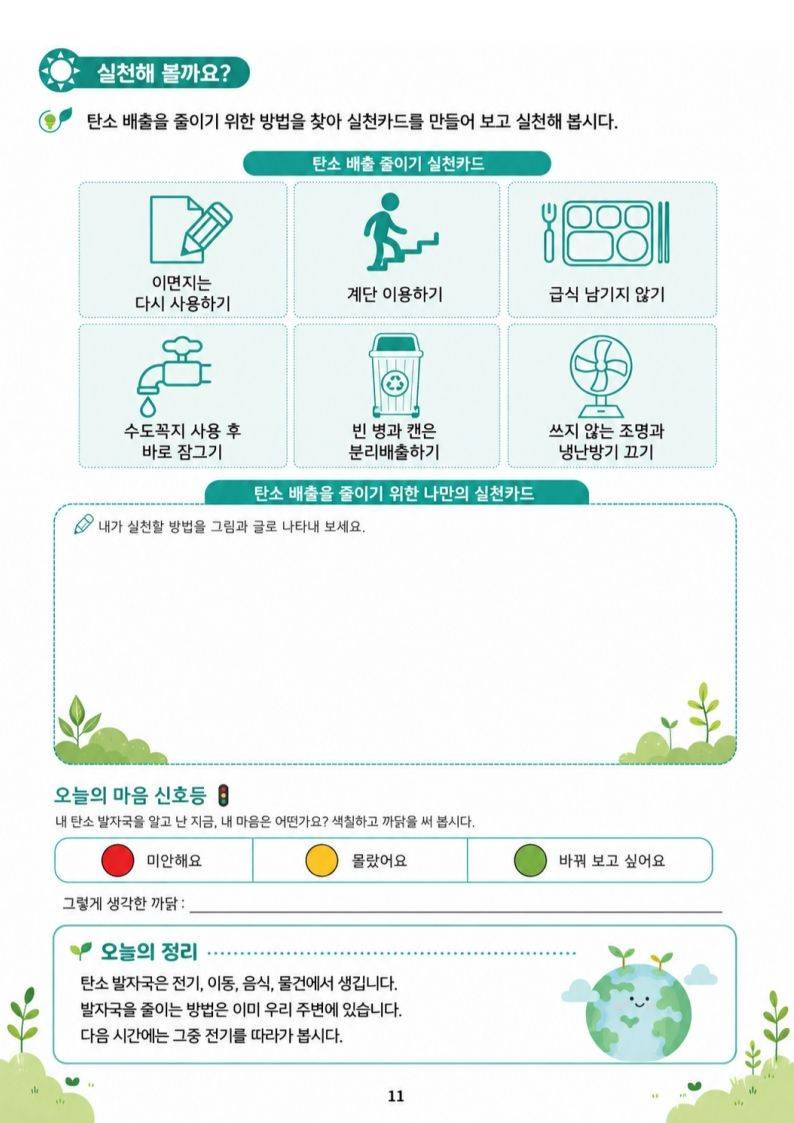 실천해 볼까요?
탄소 배출을 줄이기 위한 방법을 찾아 실천카드를 만들어 보고 실천해 봅시다.
탄소 배출 줄이기 실천카드
이면지는
다시 사용하기
계단 이용하기
급식 남기지 않기
수도꼭지 사용 후
바로 잠그기
빈 병과 캔은
분리배출하기
쓰지 않는 조명과
냉난방기 끄기
탄소 배출을 줄이기 위한 나만의 실천카드
내가 실천할 방법을 그림과 글로 나타내 보세요.
오늘의 마음 신호등
내 탄소 발자국을 알고 난 지금, 내 마음은 어떤가요? 색칠하고 까닭을 써 봅시다.
미안해요
몰랐어요
바꿔 보고 싶어요
그렇게 생각한 까닭 :
오늘의 정리
탄소 발자국은 전기, 이동, 음식, 물건에서 생깁니다.
발자국을 줄이는 방법은 이미 우리 주변에 있습니다.
다음 시간에는 그중 전기를 따라가 봅시다.
11